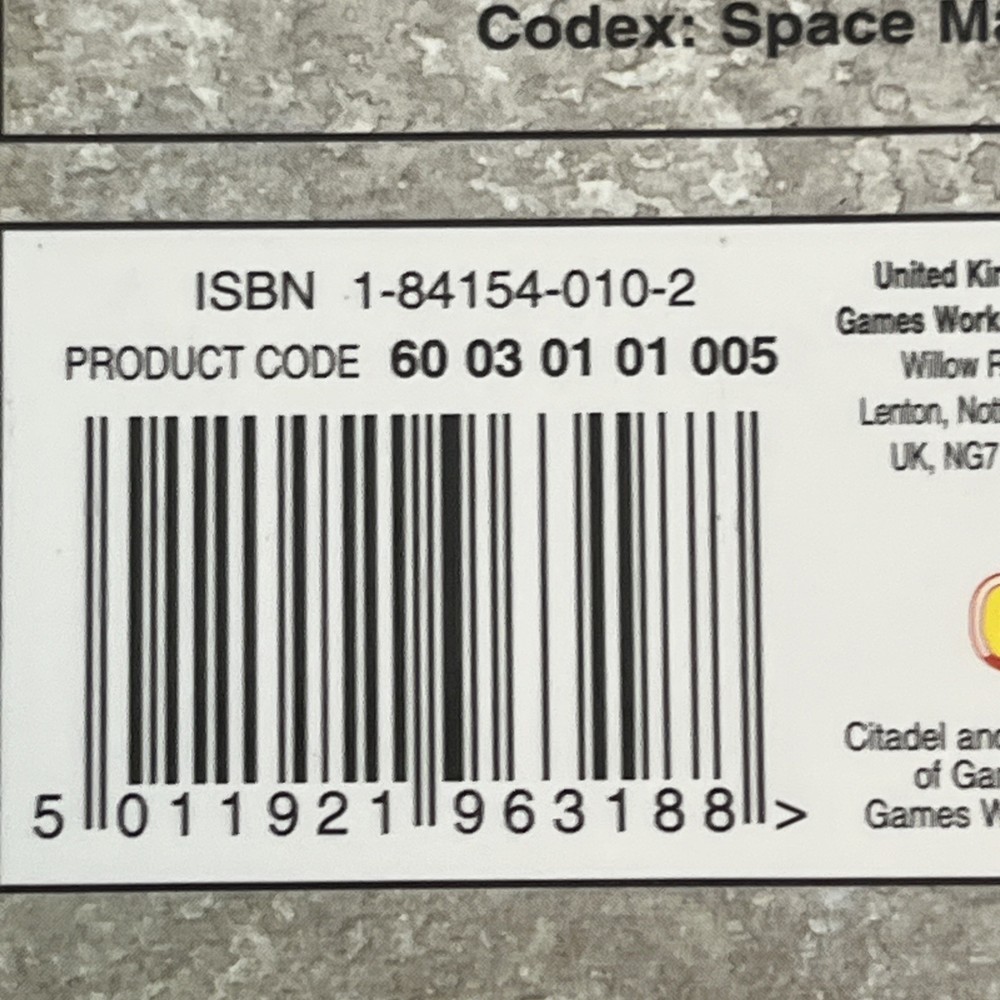 Codex: Space Ma
ISBN 1-84154-010-2
PRODUCT CODE 60 03 01 01 005
5 011921 963188 >
United Kin
Games Work
Willow R
Lenton, Not
UK, NG7
Citadel and
of Gar
Games W